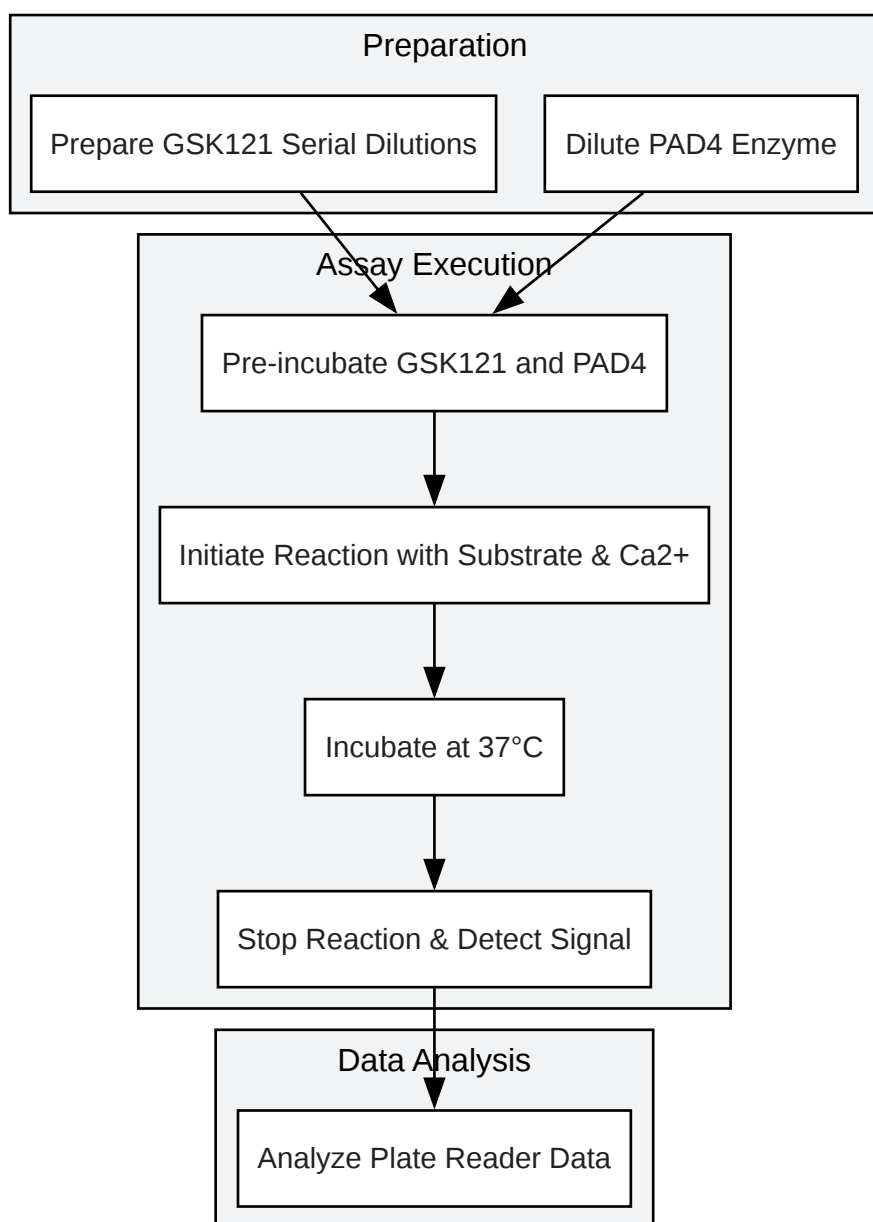 Preparation
Prepare GSK121 Serial Dilutions
Dilute PAD4 Enzyme
Assay Execution
Pre-incubate GSK121 and PAD4
Initiate Reaction with Substrate & Ca2+
Incubate at 37°C
Stop Reaction & Detect Signal
Data Analysis
Analyze Plate Reader Data